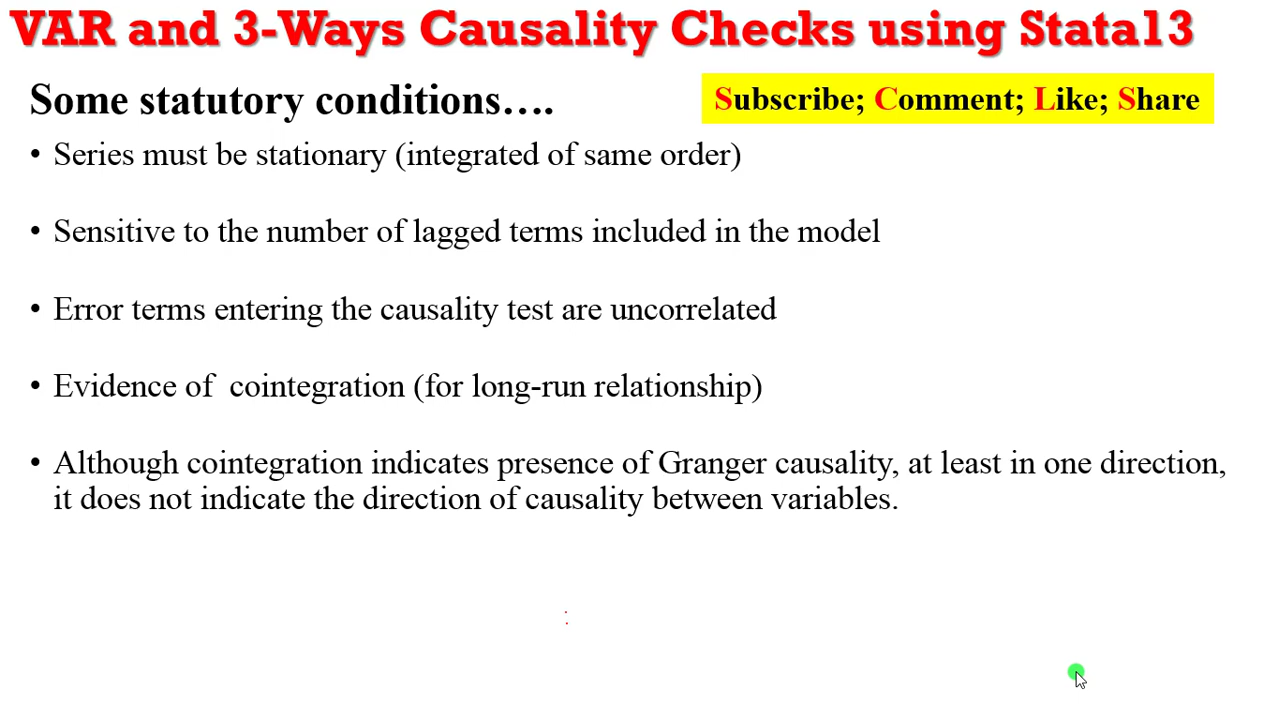 VAR and 3-Ways Causality Checks using Stata13
Some statutory conditions….
Subscribe; Comment; Like; Share
• Series must be stationary (integrated of same order)
• Sensitive to the number of lagged terms included in the model
• Error terms entering the causality test are uncorrelated
• Evidence of  cointegration (for long-run relationship)
• Although cointegration indicates presence of Granger causality, at least in one direction,
it does not indicate the direction of causality between variables.